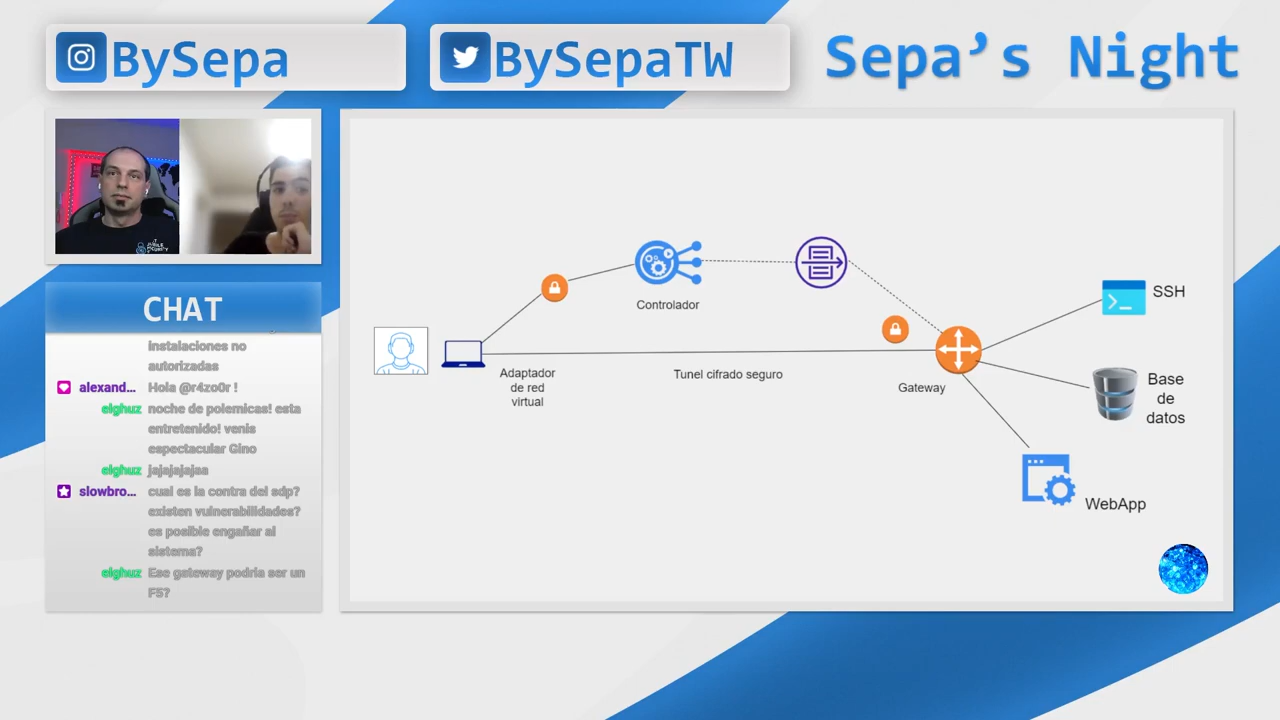 BySepa
BySepaTW
Sepa's Night
CHAT
instalaciones no
autorizadas
alexand... Hola @r4zo0r !
elghuz noche de polemicas! esta
entretenido! venis
espectacular Gino
elghuz jajajajajaa
slowbro... cual es la contra del sdp?
existen vulnerabilidades?
es posible engañar al
sistema?
elghuz Ese gateway podria ser un
F5?
Controlador
Adaptador
de red
virtual
Tunel cifrado seguro
Gateway
SSH
Base
de
datos
WebApp